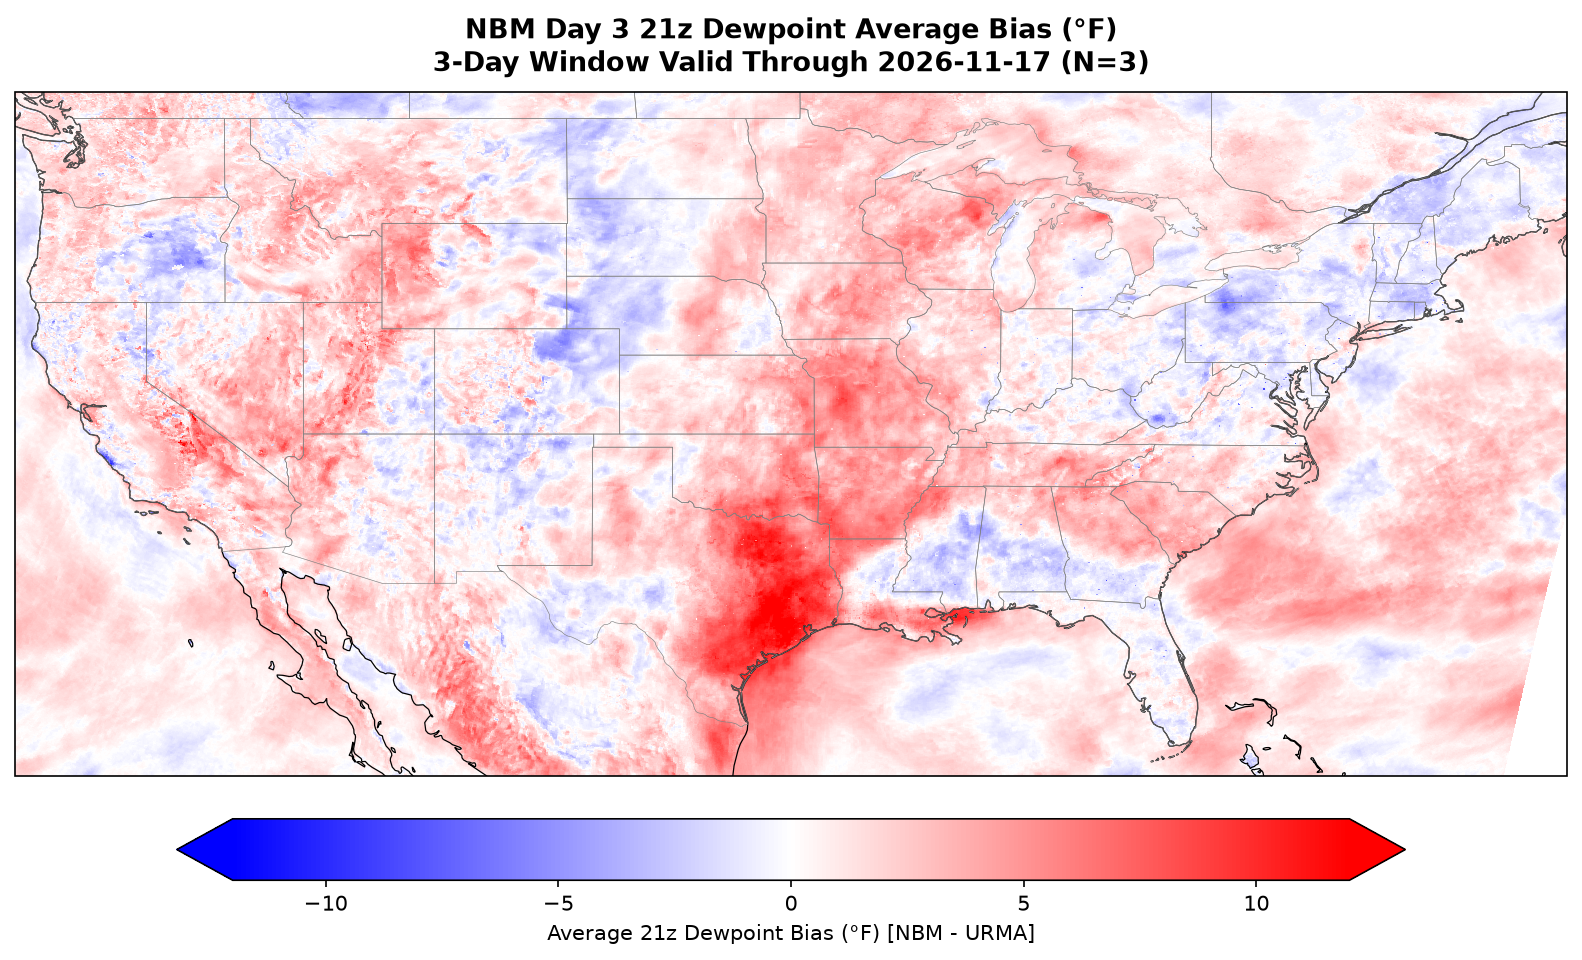 NBM Day 3 21z Dewpoint Average Bias (°F)
3-Day Window Valid Through 2026-11-17 (N=3)
−10 −5 0 5 10
Average 21z Dewpoint Bias (°F) [NBM - URMA]